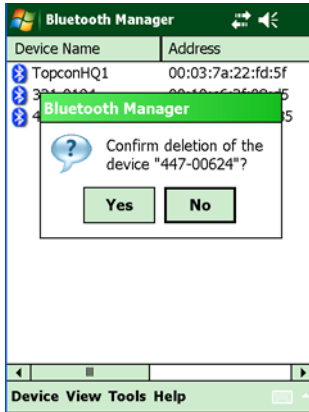 Bluetooth Manager
Device Name Address
TopconHQ1 00:03:7a:22:fd:5f
Bluetooth Manager
Confirm deletion of the
device "447-00624"?
Yes No
Device View Tools Help